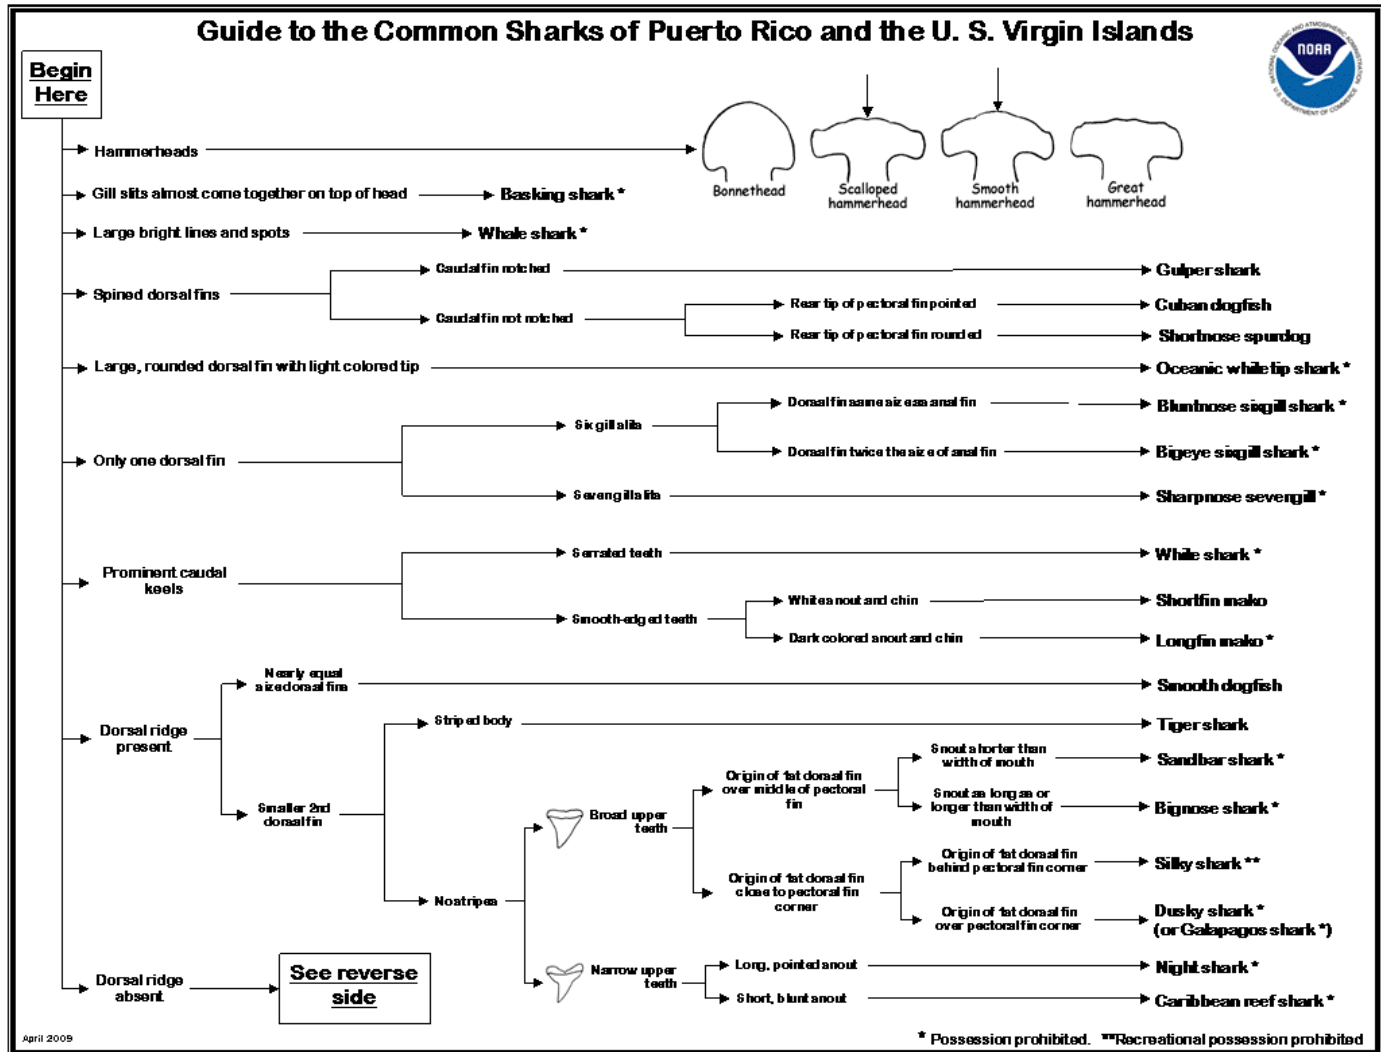 Guide to the Common Sharks of Puerto Rico and the U. S. Virgin Islands
NOAA
NATIONAL OCEANIC AND ATMOSPHERIC ADMINISTRATION
U.S. DEPARTMENT OF COMMERCE
Begin
Here
Hammerheads
Bonnethead
Scalloped
hammerhead
Smooth
hammerhead
Great
hammerhead
Gill slits almost come together on top of head
Basking shark *
Large bright lines and spots
Whale shark *
Spined dorsal fins
Caudal fin notched
Gulper shark
Caudal fin not notched
Rear tip of pectoral fin pointed
Cuban dogfish
Rear tip of pectoral fin rounded
Shortnose spurdog
Large, rounded dorsal fin with light colored tip
Oceanic whitetip shark *
Only one dorsal fin
Six gill slits
Dorsal fin same size as anal fin
Bluntnose sixgill shark *
Dorsal fin twice the size of anal fin
Bigeye sixgill shark *
Seven gill slits
Sharpnose sevengill *
Prominent caudal
keels
Serrated teeth
White shark *
Smooth-edged teeth
White snout and chin
Shortfin mako
Dark colored snout and chin
Longfin mako *
Dorsal ridge
present
Nearly equal
sized dorsal fins
Smooth dogfish
Smaller 2nd
dorsal fin
Striped body
Tiger shark
No stripes
Broad upper
teeth
Origin of 1st dorsal fin
over middle of pectoral
fin
Snout shorter than
width of mouth
Sandbar shark *
Snout as long as or
longer than width of
mouth
Bignose shark *
Origin of 1st dorsal fin
close to pectoral fin
corner
Origin of 1st dorsal fin
behind pectoral fin corner
Silky shark **
Origin of 1st dorsal fin
over pectoral fin corner
Dusky shark *
(or Galapagos shark *)
Narrow upper
teeth
Long, pointed snout
Night shark *
Short, blunt snout
Caribbean reef shark *
Dorsal ridge
absent
See reverse
side
April 2009
* Possession prohibited. **Recreational possession prohibited